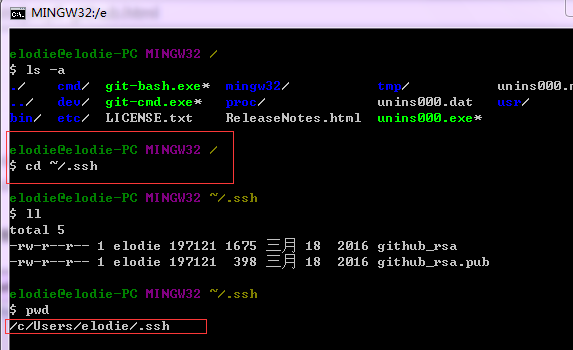 MINGW32:/e
elodie@elodie-PC MINGW32 /
$ ls -a
./ cmd/ git-bash.exe* mingw32/ tmp/
../ dev/ git-cmd.exe* proc/ unins000.dat usr/
bin/ etc/ LICENSE.txt ReleaseNotes.html unins000.exe*
elodie@elodie-PC MINGW32 /
$ cd ~/.ssh
elodie@elodie-PC MINGW32 ~/.ssh
$ ll
total 5
-rw-r--r-- 1 elodie 197121 1675 三月 18 2016 github_rsa
-rw-r--r-- 1 elodie 197121 398 三月 18 2016 github_rsa.pub
elodie@elodie-PC MINGW32 ~/.ssh
$ pwd
/c/Users/elodie/.ssh